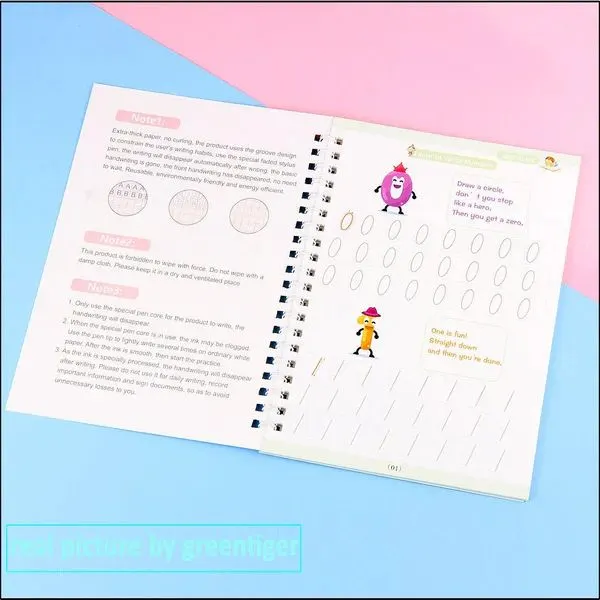 Note1:
Extra-thick paper, no curling, the product uses the groove design
to constrain the user's writing habits, use the special faded stylus
pen, the writing will disappear automatically after wrong, the basic
handwriting is gone, the front handwriting has disappeared, no need
to wait. Reusable, environmentally friendly and energy efficient.
AAAA
BBBBB
Note2:
This product is forbidden to wipe with force. Do not wipe with a
damp cloth. Please keep it in a dry and ventilated place
Note3:
1. Only use the special pen core for the product to write, the
handwriting will disappear.
2. When the special pen core is in use, the ink may be clogged.
Use the pen tip to lightly write several times on ordinary white
paper. After the ink is smooth, then start the practice.
3. As the ink is specially processed, the handwriting will disappear
after writing. Please do not use it for daily writing, record
important information and sign documents, so as to avoid
unnecessary losses to you.
Draw a circle,
don't you stop
like a hero,
Then you get a zero.
One is fun!
Straight down
and then you're done,
(01)
real picture by greentiger